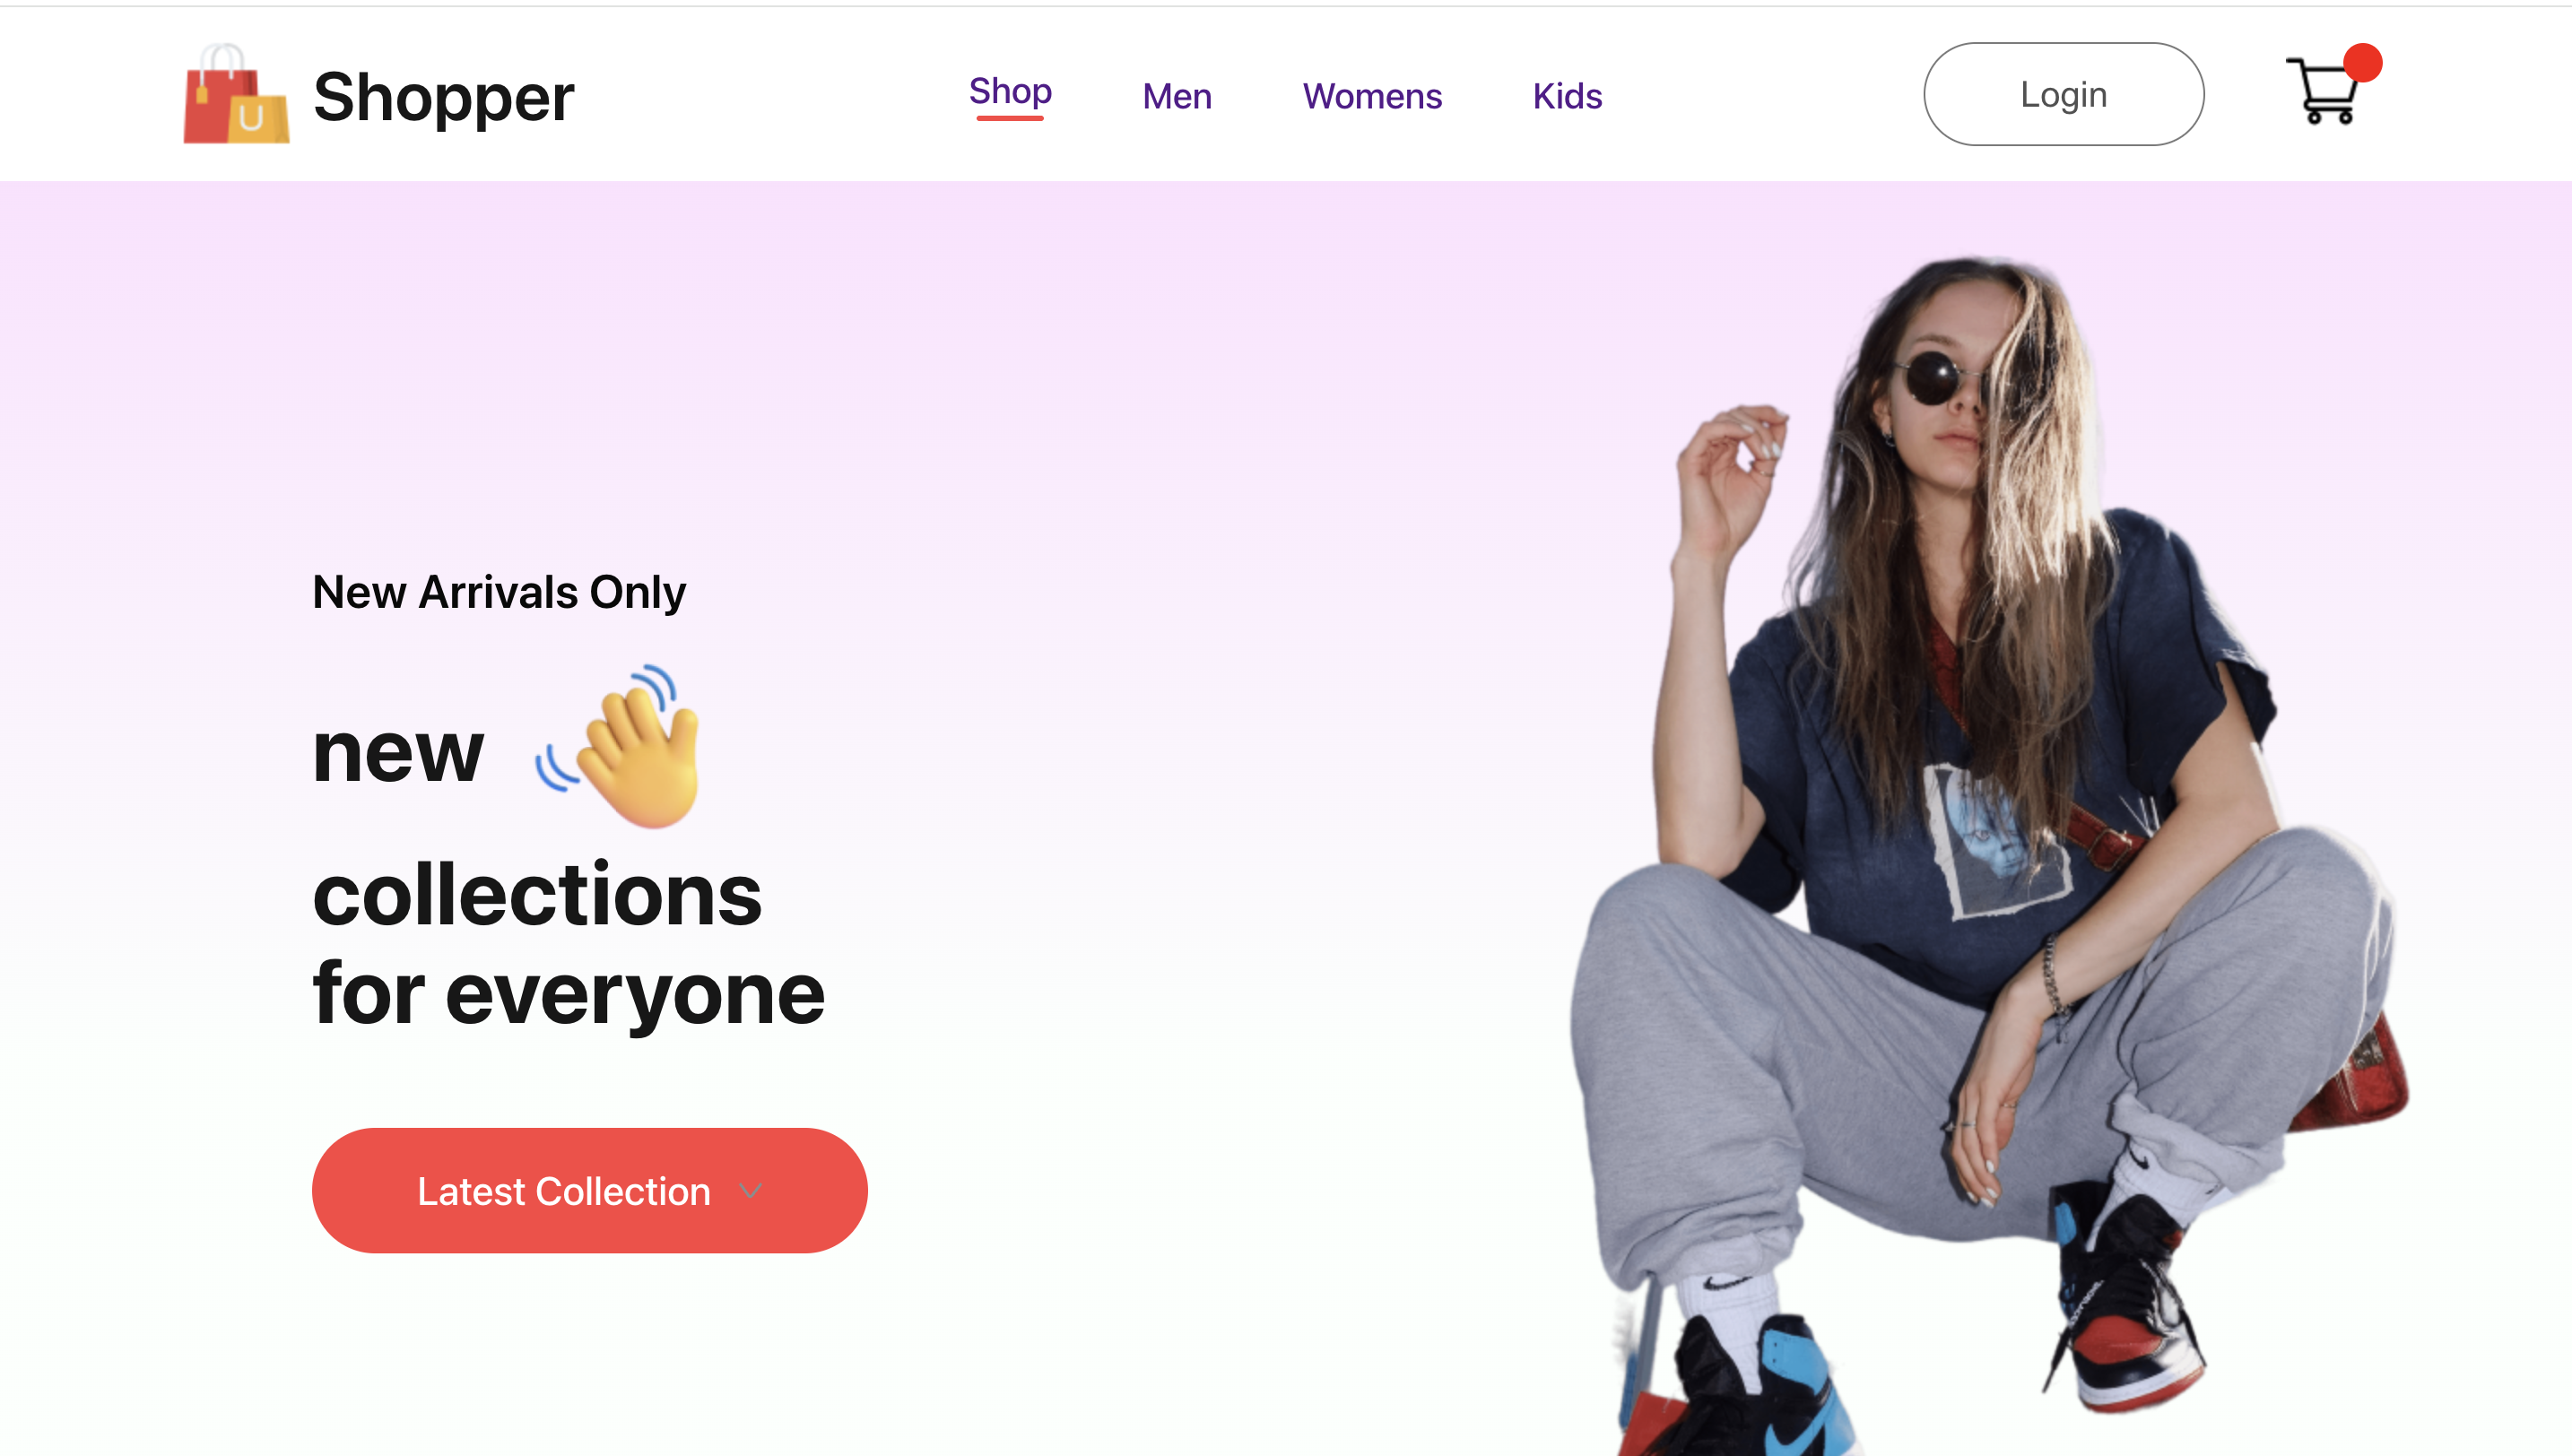 Shopper
Shop
Men
Womens
Kids
Login
New Arrivals Only
new
collections
for everyone
Latest Collection